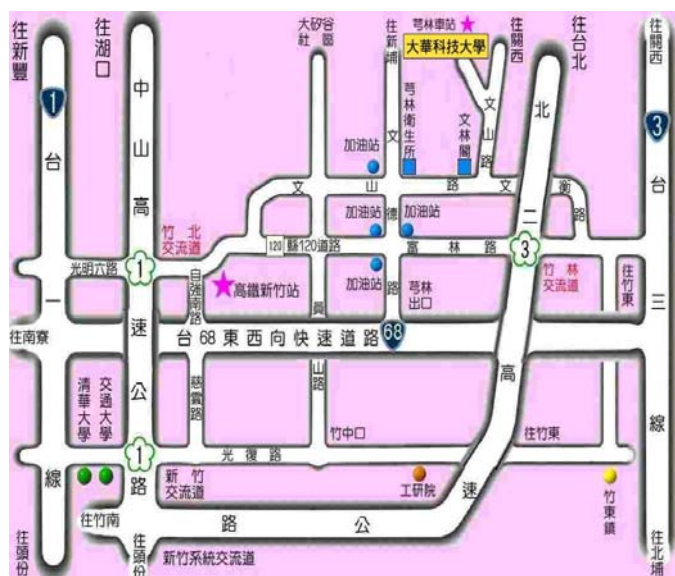 往新豐
往湖口
大矽谷
社區
往新埔
芎林車站
大華科技大學
往關西
往台北
往關西
1
台一線
中山高速公路
芎林衛生所
文林閣
文山路
北二高速公路
3
台三線
加油站
文山路
文衡路
加油站
加油站
文德路
竹北
交流道
120
縣120道路
富林路
3
光明六路
1
自強南路
高鐵新竹站
加油站
芎林
出口
竹林
交流道
往竹東
員山路
往南寮
台68東西向快速道路
68
清華大學
交通大學
慈雲路
竹中口
往竹東
光復路
1
新竹
交流道
工研院
竹東鎮
往竹南
往頭份
往頭份
新竹系統交流道
往北埔